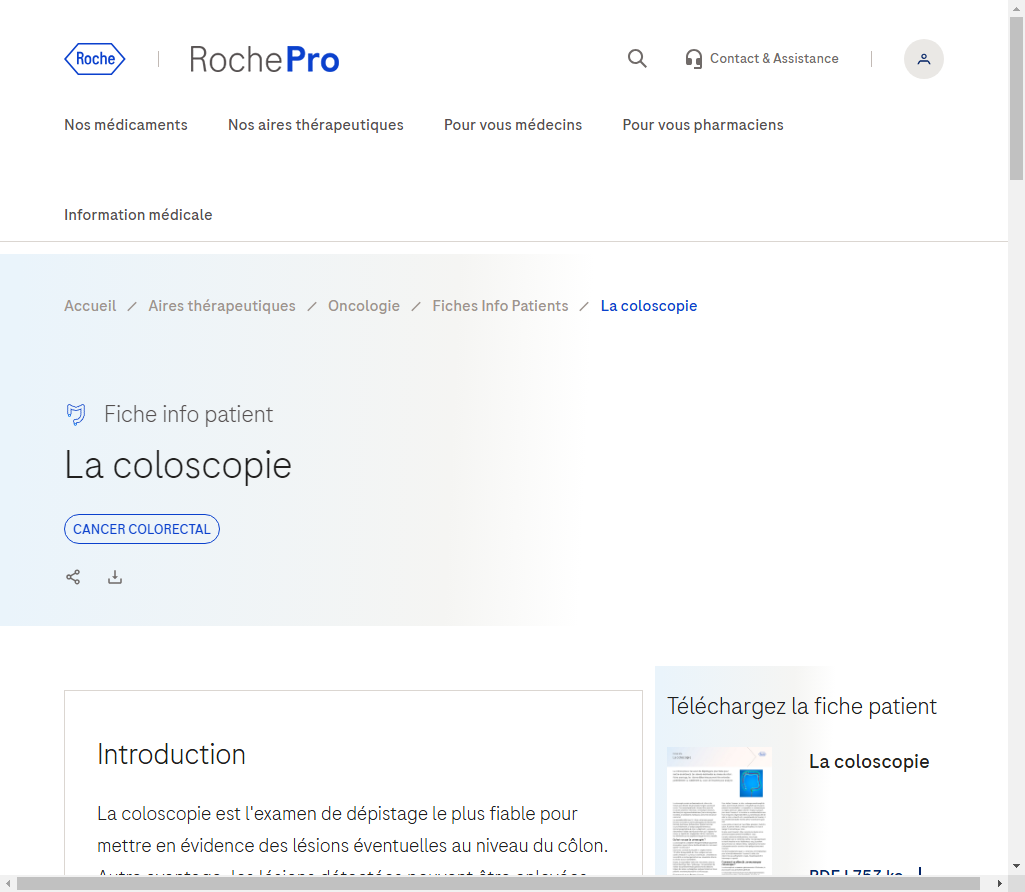 Roche
RochePro
Contact & Assistance
Nos médicaments
Nos aires thérapeutiques
Pour vous médecins
Pour vous pharmaciens
Information médicale
Accueil / Aires thérapeutiques / Oncologie / Fiches Info Patients / La coloscopie
Fiche info patient
La coloscopie
CANCER COLORECTAL
Introduction
La coloscopie est l'examen de dépistage le plus fiable pour
mettre en évidence des lésions éventuelles au niveau du côlon.
Téléchargez la fiche patient
La coloscopie